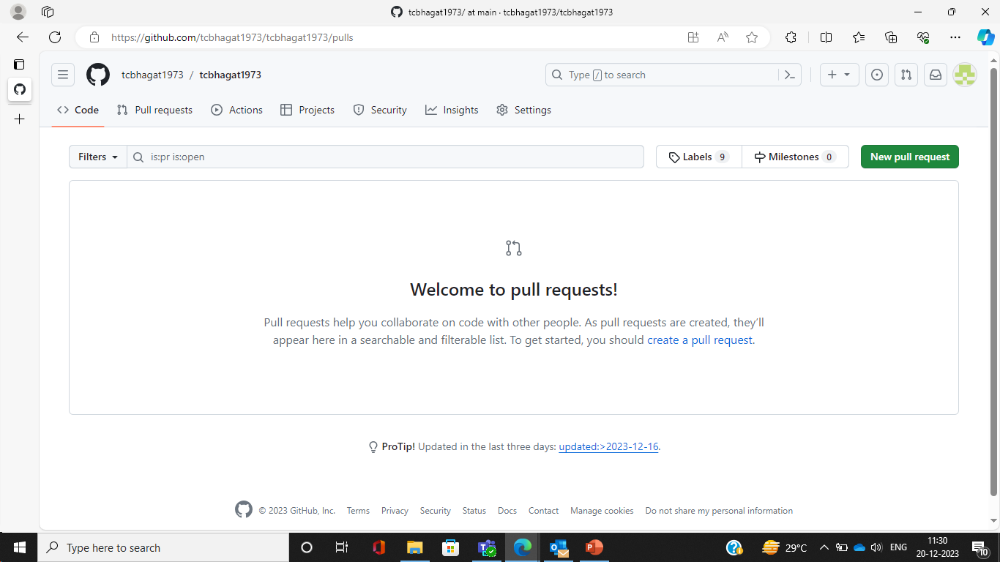 tcbhagat1973/ at main · tcbhagat1973/tcbhagat1973
https://github.com/tcbhagat1973/tcbhagat1973/pulls
tcbhagat1973 / tcbhagat1973
Type / to search
Code
Pull requests
Actions
Projects
Security
Insights
Settings
Filters
is:pr is:open
Labels 9
Milestones 0
New pull request
Welcome to pull requests!
Pull requests help you collaborate on code with other people. As pull requests are created, they’ll
appear here in a searchable and filterable list. To get started, you should create a pull request.
ProTip! Updated in the last three days: updated:>2023-12-16.
© 2023 GitHub, Inc. Terms Privacy Security Status Docs Contact Manage cookies Do not share my personal information
Type here to search
29°C
ENG
11:30
20-12-2023
10